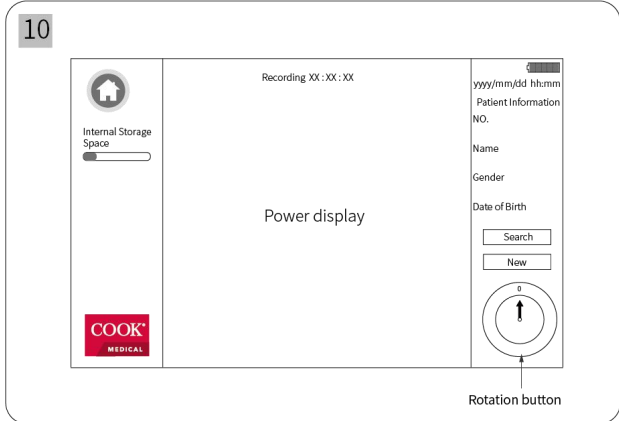 10
Recording XX : XX : XX
Internal Storage
Space
Power display
COOK®
MEDICAL
yyyy/mm/dd hh:mm
Patient Information
NO.
Name
Gender
Date of Birth
Search
New
0
Rotation button